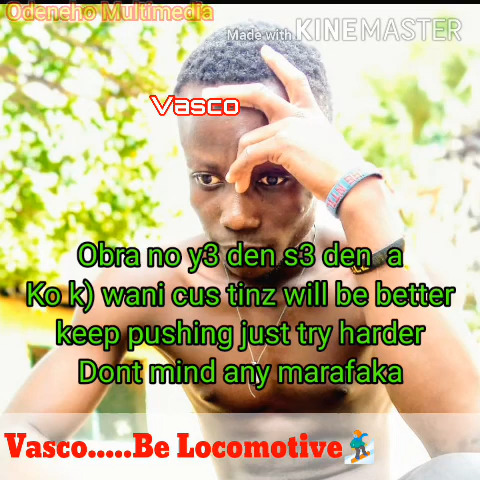 Odeneho Multimedia
Made with KINEMASTER
Vasco
Obra no y3 den s3 den a
Ko k) wani cus tinz will be better
keep pushing just try harder
Dont mind any marafaka
Vasco.....Be Locomotive🏂